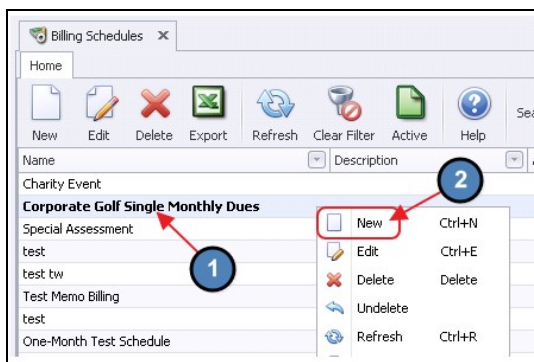 Billing Schedules x
Home
New Edit Delete Export Refresh Clear Filter Active Help
Name Description
Charity Event
Corporate Golf Single Monthly Dues
Special Assessment
test
test tw
Test Memo Billing
test
One-Month Test Schedule
2
New Ctrl+N
Edit Ctrl+E
Delete Delete
Undelete
Refresh Ctrl+R
1